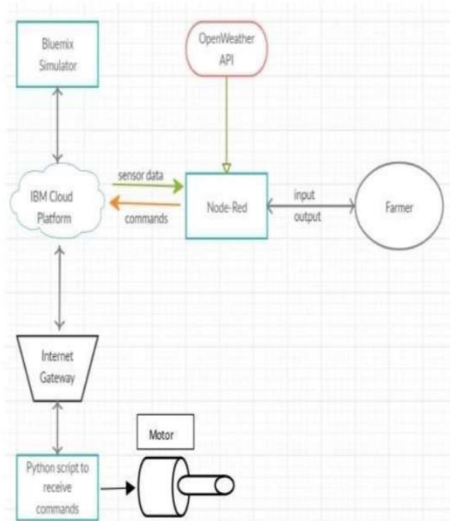 Bluemix
Simulator
OpenWeather
API
sensor data
IBM Cloud
Platform
commands
Node-Red
input
output
Farmer
Internet
Gateway
Motor
Python script to
receive
commands